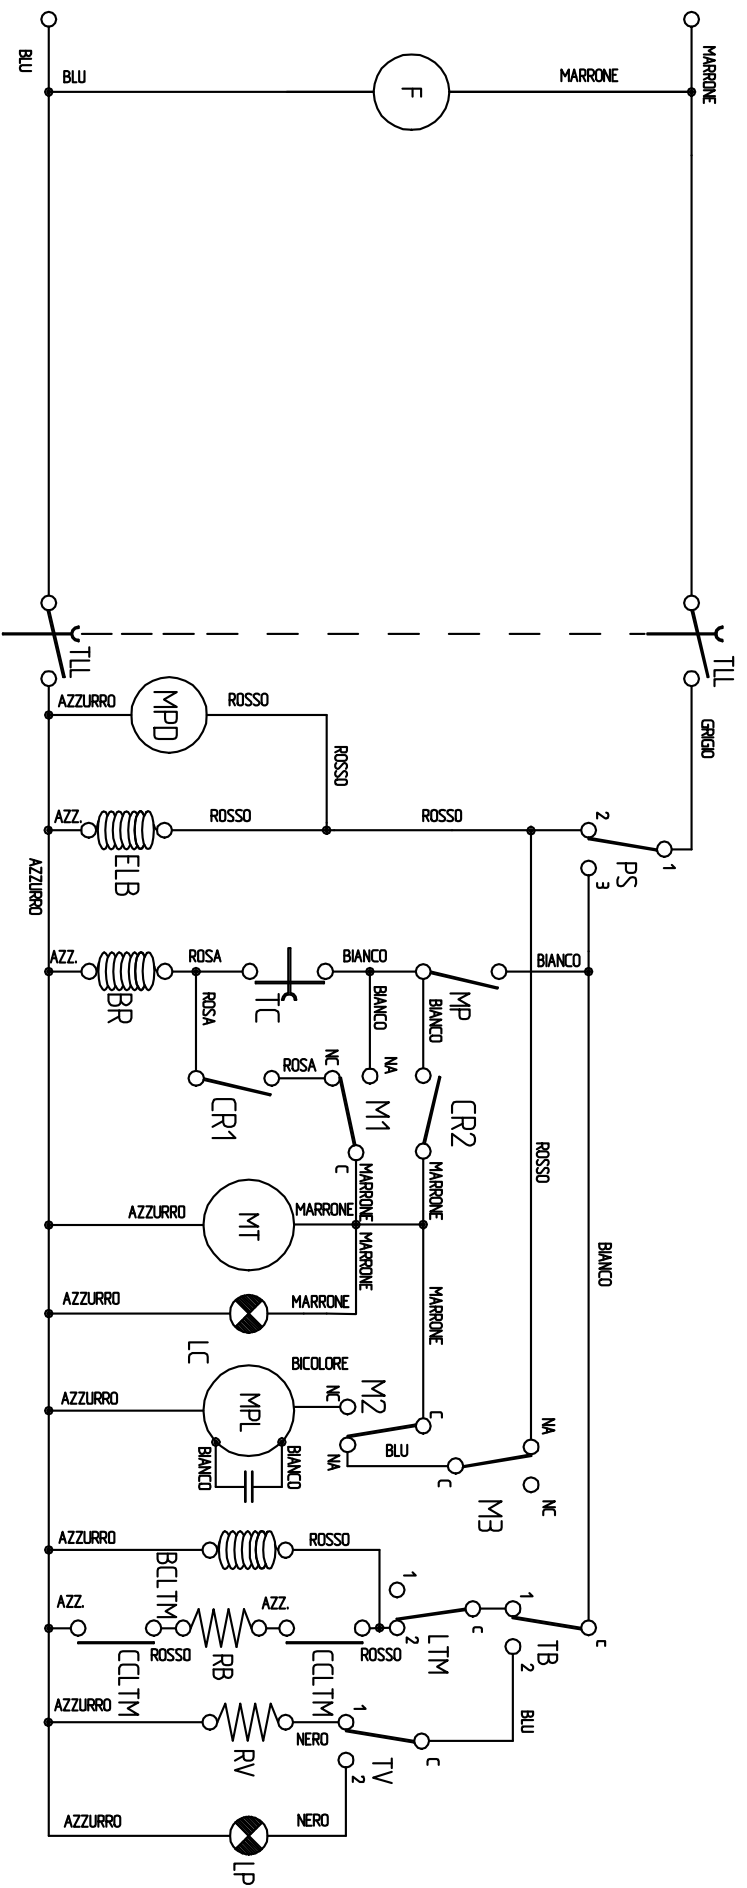 MARRONE
BLU
BLU
MARRONE
F
TLL
TLL
AZZURRO
MPD
ROSSO
ROSSO
GRIGIO
AZZ.
ELB
ROSSO
ROSSO
2
1
PS
3
AZZURRO
AZZ.
BR
ROSA
ROSA
TC
BIANCO
BIANCO
MP
BIANCO
BIANCO
NC
NA
ROSA
CR1
M1
C
CR2
ROSSO
AZZURRO
MT
MARRONE
MARRONE
MARRONE
MARRONE
BIANCO
AZZURRO
MARRONE
LC
MARRONE
BICOLORE
NC
M2
C
AZZURRO
MPL
NA
BLU
NA
NC
C
M3
BIANCO
BIANCO
AZZURRO
ROSSO
BCLTM
1
2
LTM
C
1
TB
C
2
AZZ.
CCLTM
ROSSO
RB
AZZ.
CCLTM
ROSSO
AZZURRO
RV
NERO
1
C
TV
2
BLU
AZZURRO
LP
NERO